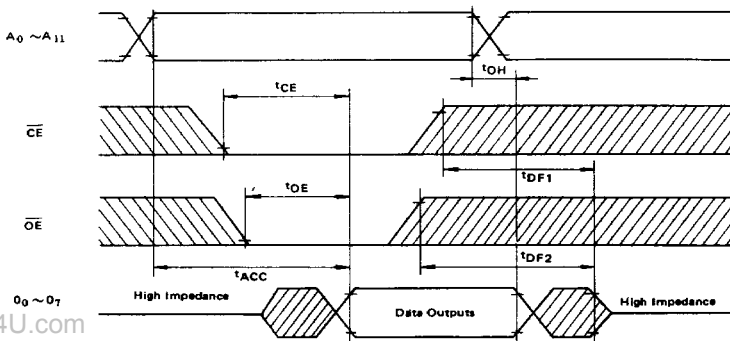 A0 ~A11
tOH
tCE
CE
tDF1
tOE
OE
tDF2
tACC
O0 ~O7
High Impedance
Data Outputs
High Impedance
4U.com